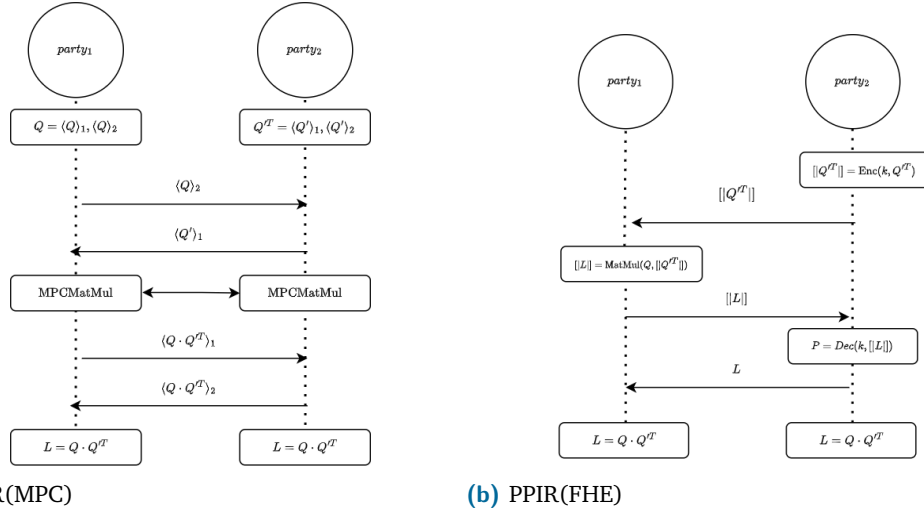 party₁
party₂
Q = ⟨Q⟩₁, ⟨Q⟩₂
Q'ᵀ = ⟨Q'⟩₁, ⟨Q'⟩₂
⟨Q⟩₂
⟨Q'⟩₁
MPCMatMul
MPCMatMul
⟨Q · Q'ᵀ⟩₁
⟨Q · Q'ᵀ⟩₂
L = Q · Q'ᵀ
L = Q · Q'ᵀ
R(MPC)
party₁
party₂
[|Q'ᵀ|] = Enc(k, Q'ᵀ)
[|Q'ᵀ|]
[|L|] = MatMul(Q, [|Q'ᵀ|])
[|L|]
P = Dec(k, [|L|])
L
L = Q · Q'ᵀ
L = Q · Q'ᵀ
(b) PPIR(FHE)